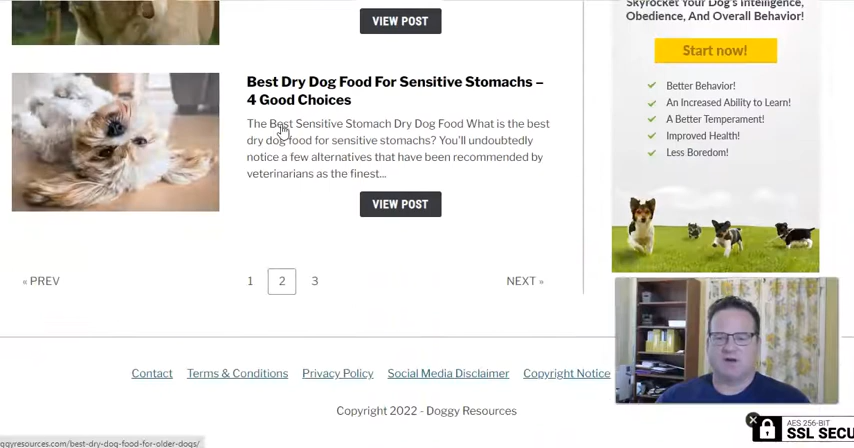 VIEW POST
Best Dry Dog Food For Sensitive Stomachs –
4 Good Choices
The Best Sensitive Stomach Dry Dog Food What is the best
dry dog food for sensitive stomachs? You'll undoubtedly
notice a few alternatives that have been recommended by
veterinarians as the finest...
VIEW POST
« PREV
1
2
3
NEXT »
Skyrocket Your Dog's Intelligence,
Obedience, And Overall Behavior!
Start now!
Better Behavior!
An Increased Ability to Learn!
A Better Temperament!
Improved Health!
Less Boredom!
Contact
Terms & Conditions
Privacy Policy
Social Media Disclaimer
Copyright Notice
Copyright 2022 - Doggy Resources
AES 256-BIT
SSL SECU
ggyresources.com/best-dry-dog-food-for-older-dogs/